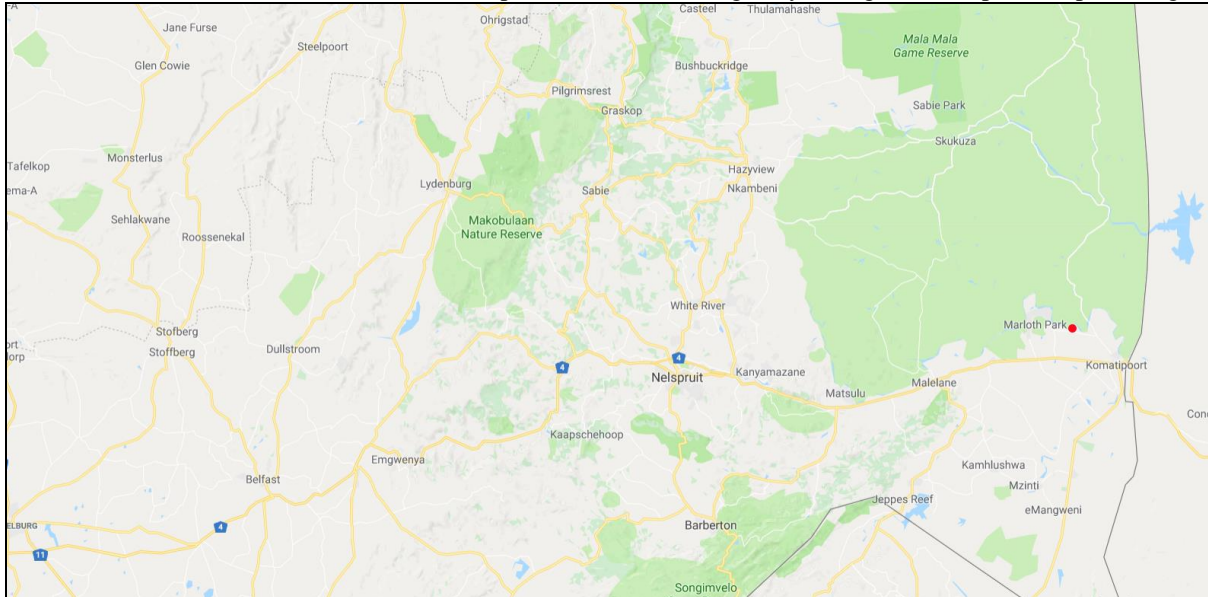 Casteel
Thulamahashe
Ohrigstad
Jane Furse
Steelpoort
Mala Mala
Game Reserve
Glen Cowie
Bushbuckridge
Pilgrimsrest
Graskop
Sabie Park
Skukuza
Monsterlus
Tafelkop
Hazyview
ema-A
Lydenburg
Sabie
Nkambeni
Sehlakwane
Makobulaan
Nature Reserve
Roossenekal
White River
Marloth Park
Stofberg
Stoffberg
Dullstroom
4
4
Komatipoort
Nelspruit
Kanyamazane
Malelane
Matsulu
Kaapschehoop
Emgwenya
Kamhlushwa
Belfast
Mzinti
Jeppes Reef
eMangweni
ELBURG
4
Barberton
11
Songimvelo